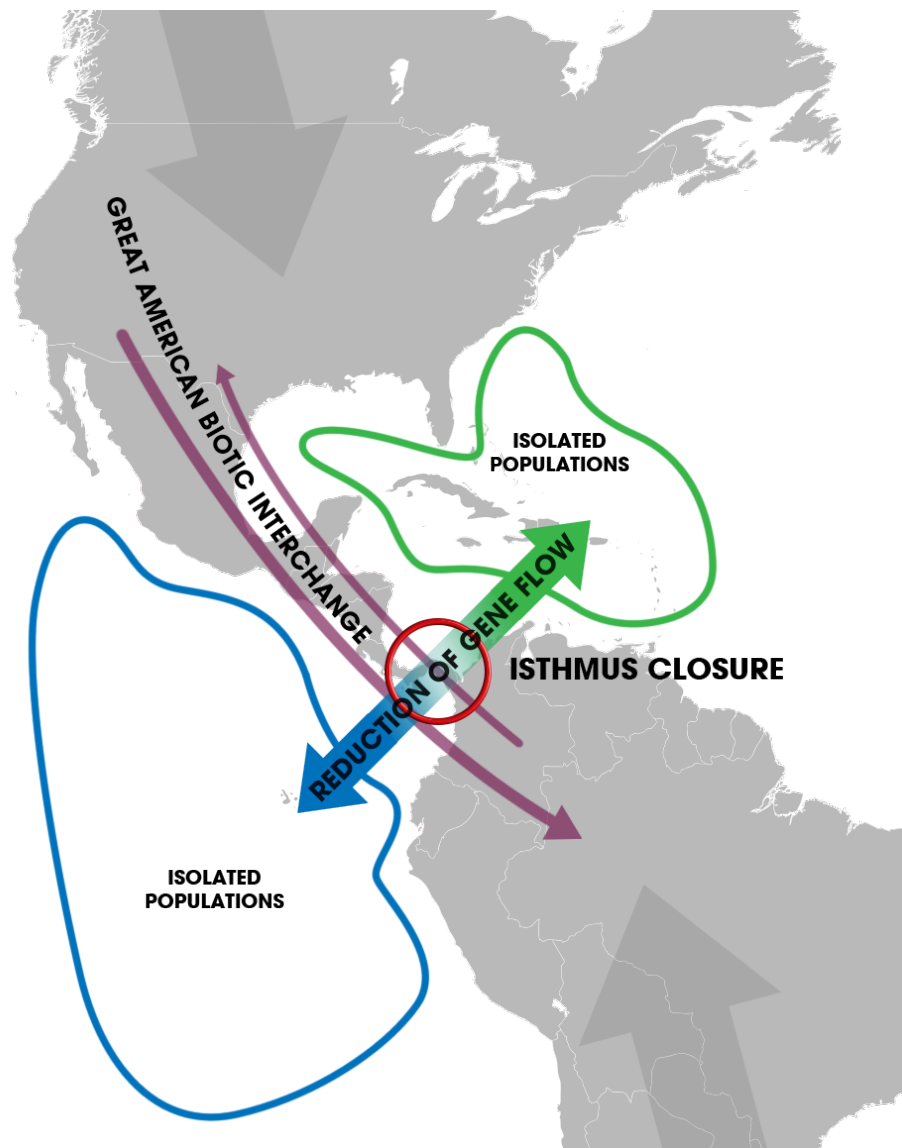 GREAT AMERICAN BIOTIC INTERCHANGE
ISOLATED
POPULATIONS
REDUCTION OF GENE FLOW
ISTHMUS CLOSURE
ISOLATED
POPULATIONS